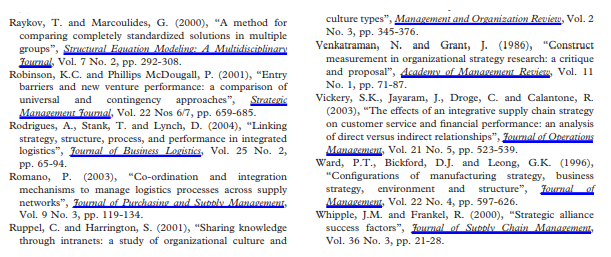 Raykov, T. and Marcoulides, G. (2000), “A method for
comparing completely standardized solutions in multiple
groups”, Structural Equation Modeling: A Multidisciplinary
Journal, Vol. 7 No. 2, pp. 292-308.
Robinson, K.C. and Phillips McDougall, P. (2001), “Entry
barriers and new venture performance: a comparison of
universal and contingency approaches”, Strategic
Management Journal, Vol. 22 Nos 6/7, pp. 659-685.
Rodrigues, A., Stank, T. and Lynch, D. (2004), “Linking
strategy, structure, process, and performance in integrated
logistics”, Journal of Business Logistics, Vol. 25 No. 2,
pp. 65-94.
Romano, P. (2003), “Co-ordination and integration
mechanisms to manage logistics processes across supply
networks”, Journal of Purchasing and Supply Management,
Vol. 9 No. 3, pp. 119-134.
Ruppel, C. and Harrington, S. (2001), “Sharing knowledge
through intranets: a study of organizational culture and
culture types”, Management and Organization Review, Vol. 2
No. 3, pp. 345-376.
Venkatraman, N. and Grant, J. (1986), “Construct
measurement in organizational strategy research: a critique
and proposal”, Academy of Management Review, Vol. 11
No. 1, pp. 71-87.
Vickery, S.K., Jayaram, J., Droge, C. and Calantone, R.
(2003), “The effects of an integrative supply chain strategy
on customer service and financial performance: an analysis
of direct versus indirect relationships”, Journal of Operations
Management, Vol. 21 No. 5, pp. 523-539.
Ward, P.T., Bickford, D.J. and Leong, G.K. (1996),
“Configurations of manufacturing strategy, business
strategy, environment and structure”, Journal of
Management, Vol. 22 No. 4, pp. 597-626.
Whipple, J.M. and Frankel, R. (2000), “Strategic alliance
success factors”, Journal of Supply Chain Management,
Vol. 36 No. 3, pp. 21-28.